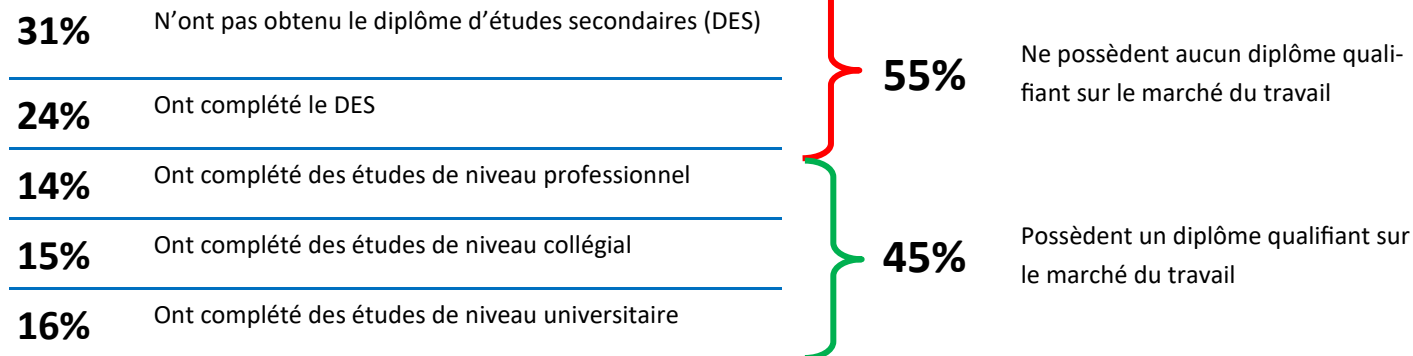 31% N'ont pas obtenu le diplôme d'études secondaires (DES)
24% Ont complété le DES
55% Ne possèdent aucun diplôme quali-
fiant sur le marché du travail
14% Ont complété des études de niveau professionnel
15% Ont complété des études de niveau collégial
16% Ont complété des études de niveau universitaire
45% Possèdent un diplôme qualifiant sur
le marché du travail